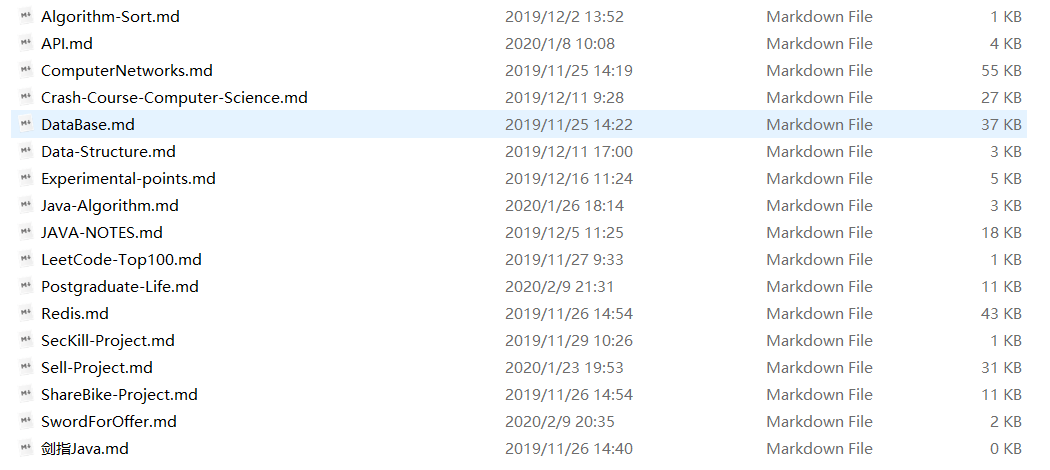 Algorithm-Sort.md 2019/12/2 13:52 Markdown File 1 KB
API.md 2020/1/8 10:08 Markdown File 4 KB
ComputerNetworks.md 2019/11/25 14:19 Markdown File 55 KB
Crash-Course-Computer-Science.md 2019/12/11 9:28 Markdown File 27 KB
DataBase.md 2019/11/25 14:22 Markdown File 37 KB
Data-Structure.md 2019/12/11 17:00 Markdown File 3 KB
Experimental-points.md 2019/12/16 11:24 Markdown File 5 KB
Java-Algorithm.md 2020/1/26 18:14 Markdown File 3 KB
JAVA-NOTES.md 2019/12/5 11:25 Markdown File 18 KB
LeetCode-Top100.md 2019/11/27 9:33 Markdown File 1 KB
Postgraduate-Life.md 2020/2/9 21:31 Markdown File 11 KB
Redis.md 2019/11/26 14:54 Markdown File 43 KB
SecKill-Project.md 2019/11/29 10:26 Markdown File 1 KB
Sell-Project.md 2020/1/23 19:53 Markdown File 31 KB
ShareBike-Project.md 2019/11/26 14:54 Markdown File 11 KB
SwordForOffer.md 2020/2/9 20:35 Markdown File 2 KB
剑指Java.md 2019/11/26 14:40 Markdown File 0 KB